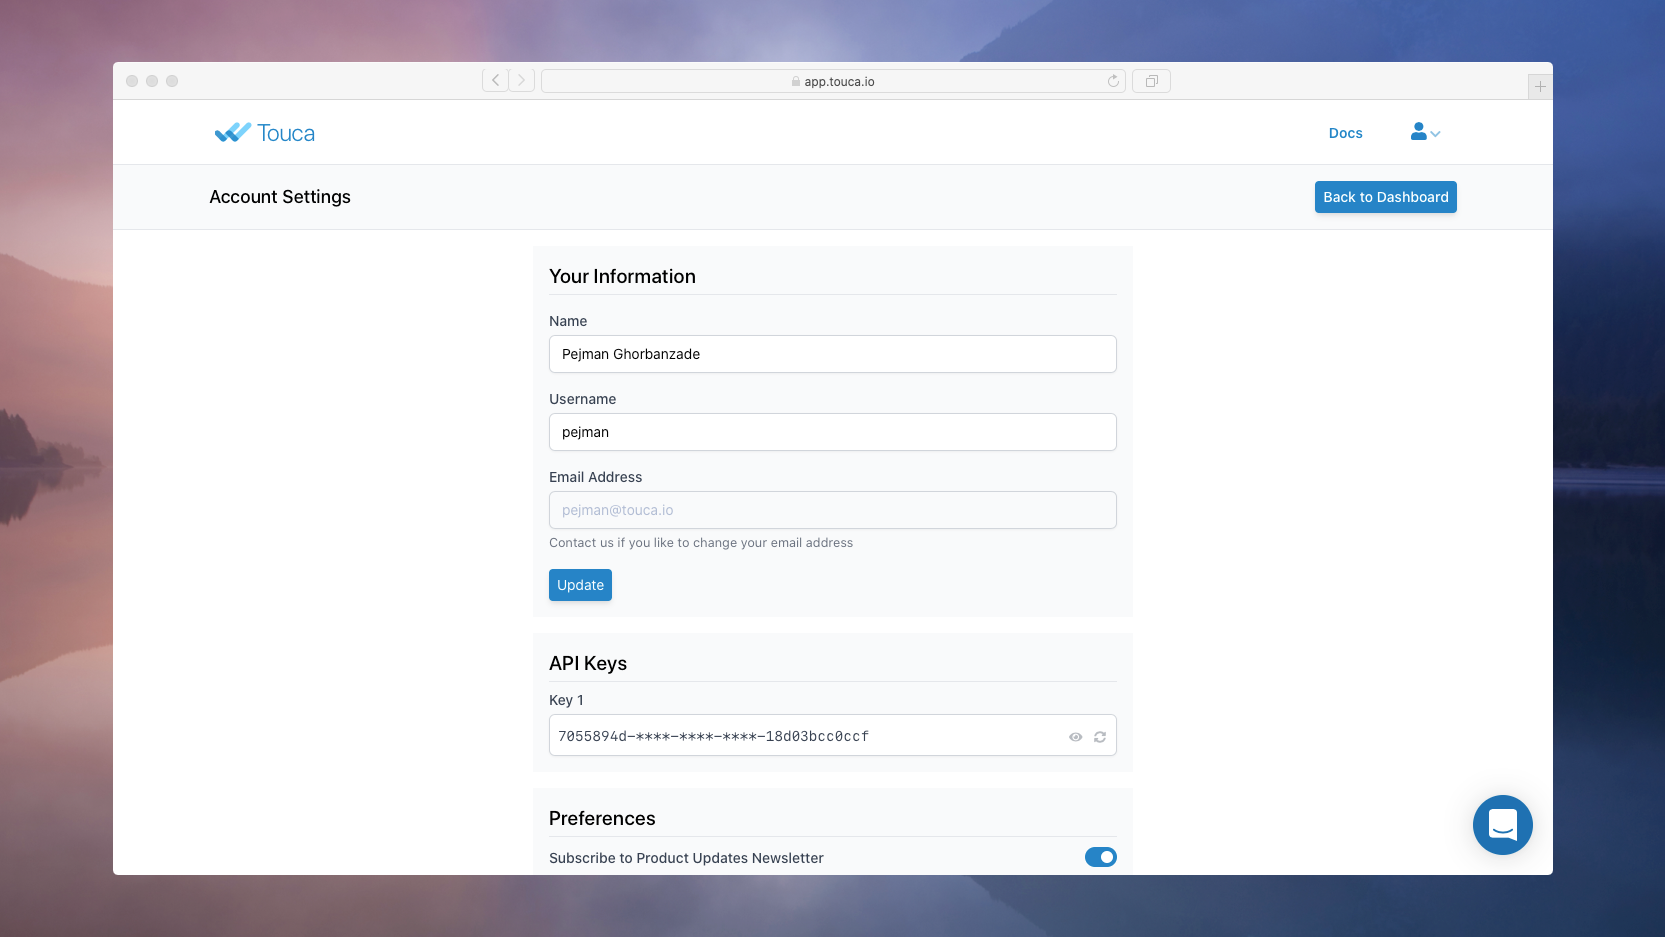 app.touca.io
Touca
Docs
Account Settings
Back to Dashboard
Your Information
Name
Pejman Ghorbanzade
Username
pejman
Email Address
pejman@touca.io
Contact us if you like to change your email address
Update
API Keys
Key 1
7055894d-****-****-****-18d03bcc0ccf
Preferences
Subscribe to Product Updates Newsletter